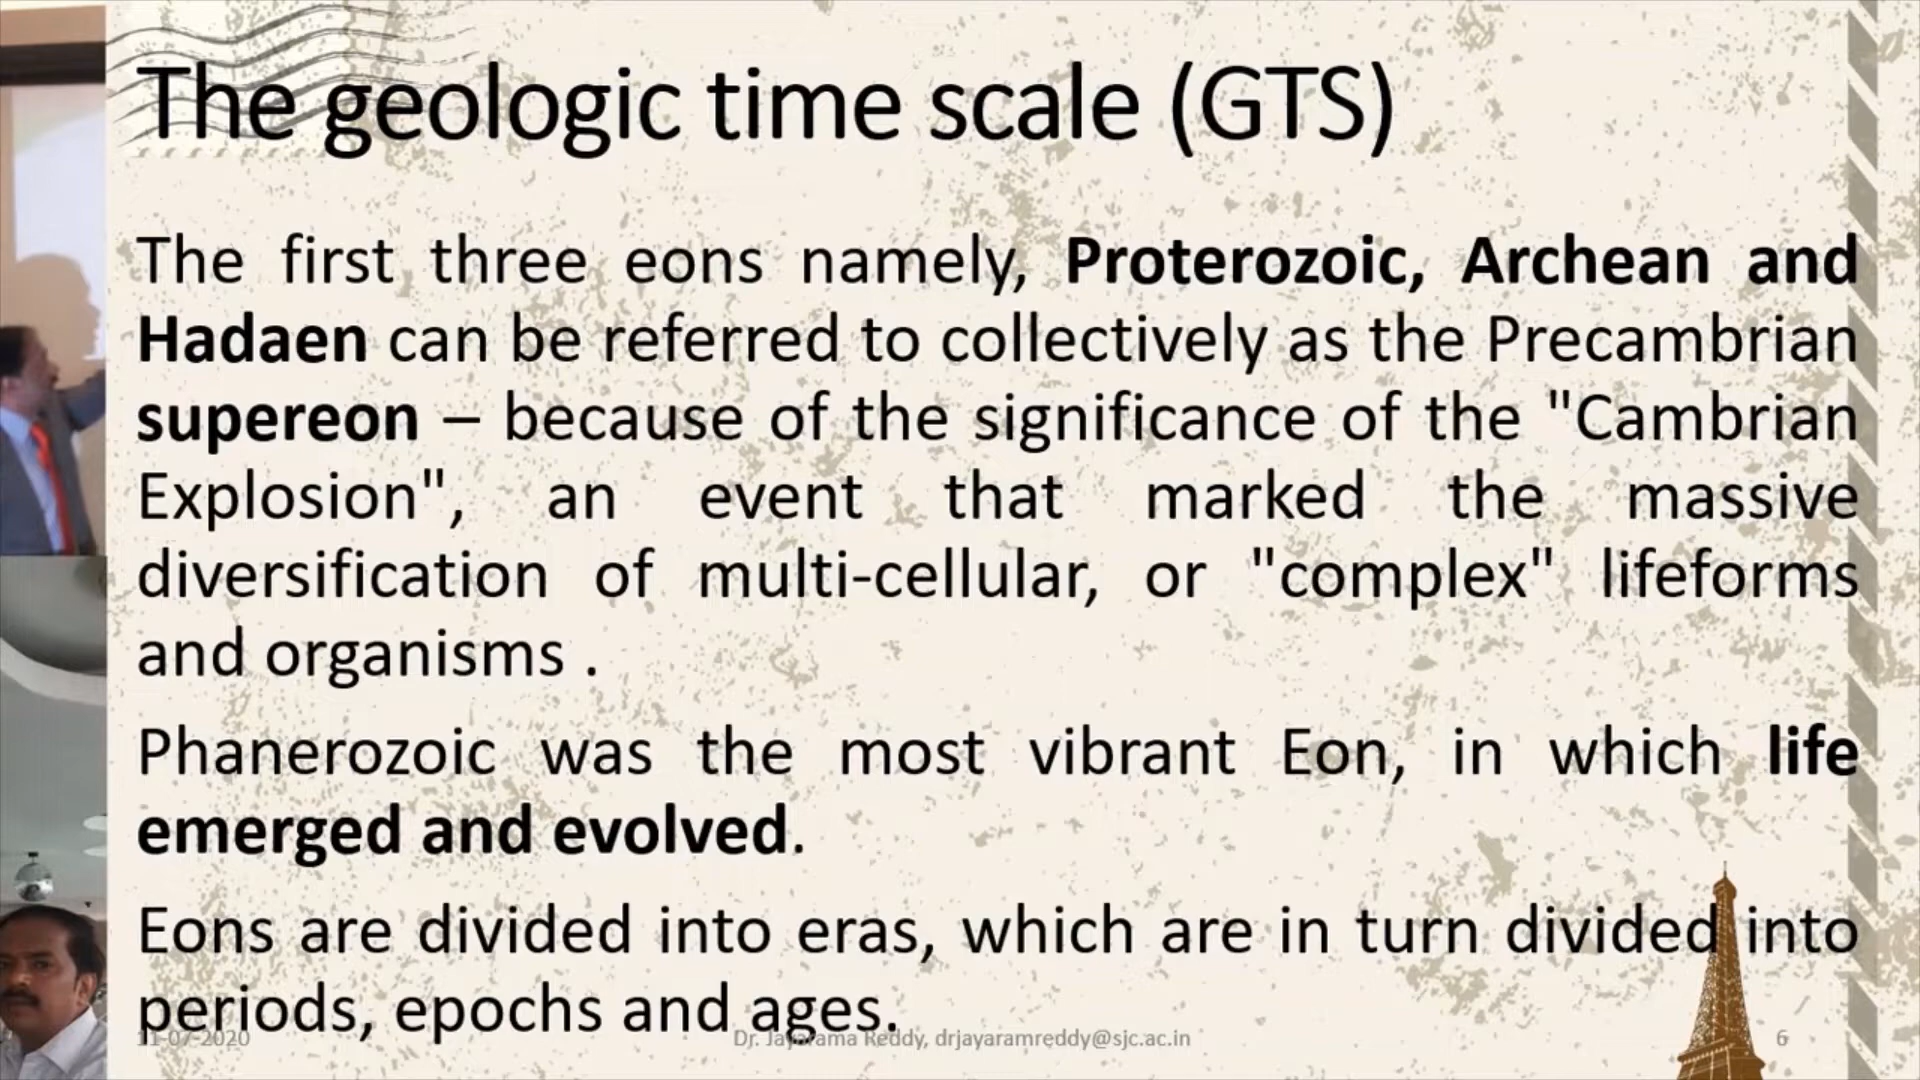 The geologic time scale (GTS)
The first three eons namely, Proterozoic, Archean and
Hadaen can be referred to collectively as the Precambrian
supereon – because of the significance of the "Cambrian
Explosion", an event that marked the massive
diversification of multi-cellular, or "complex" lifeforms
and organisms .
Phanerozoic was the most vibrant Eon, in which life
emerged and evolved.
Eons are divided into eras, which are in turn divided into
periods, epochs and ages.
11-07-2020
Dr. Jayarama Reddy, drjayaramreddy@sjc.ac.in
6